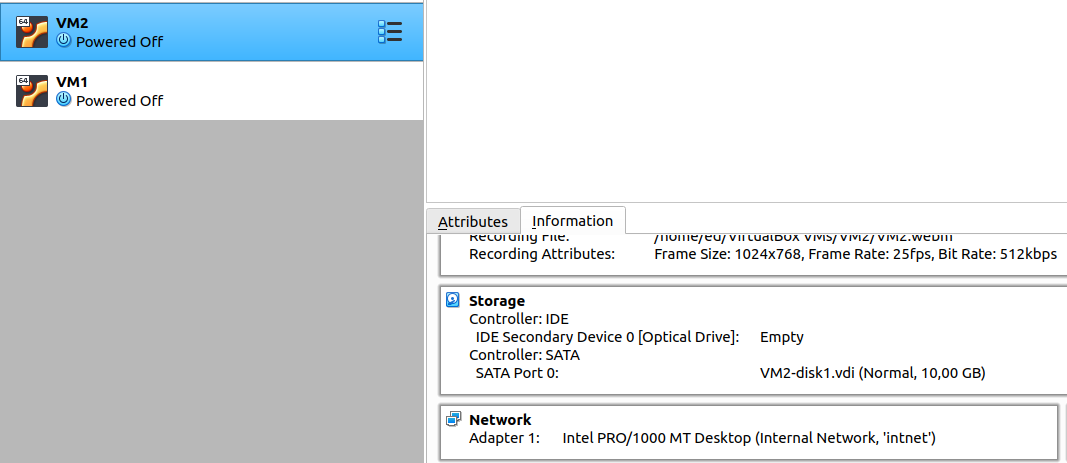 64
VM2
Powered Off
64
VM1
Powered Off
Attributes
Information
Recording File: /home/ed/VirtualBox VMs/VM2/VM2.webm
Recording Attributes: Frame Size: 1024x768, Frame Rate: 25fps, Bit Rate: 512kbps
Storage
Controller: IDE
IDE Secondary Device 0 [Optical Drive]: Empty
Controller: SATA
SATA Port 0: VM2-disk1.vdi (Normal, 10,00 GB)
Network
Adapter 1: Intel PRO/1000 MT Desktop (Internal Network, 'intnet')